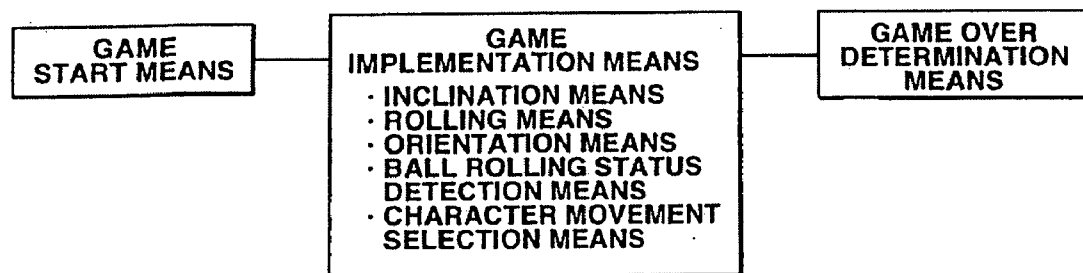 GAME
START MEANS
GAME
IMPLEMENTATION MEANS
· INCLINATION MEANS
· ROLLING MEANS
· ORIENTATION MEANS
· BALL ROLLING STATUS
DETECTION MEANS
· CHARACTER MOVEMENT
SELECTION MEANS
GAME OVER
DETERMINATION
MEANS